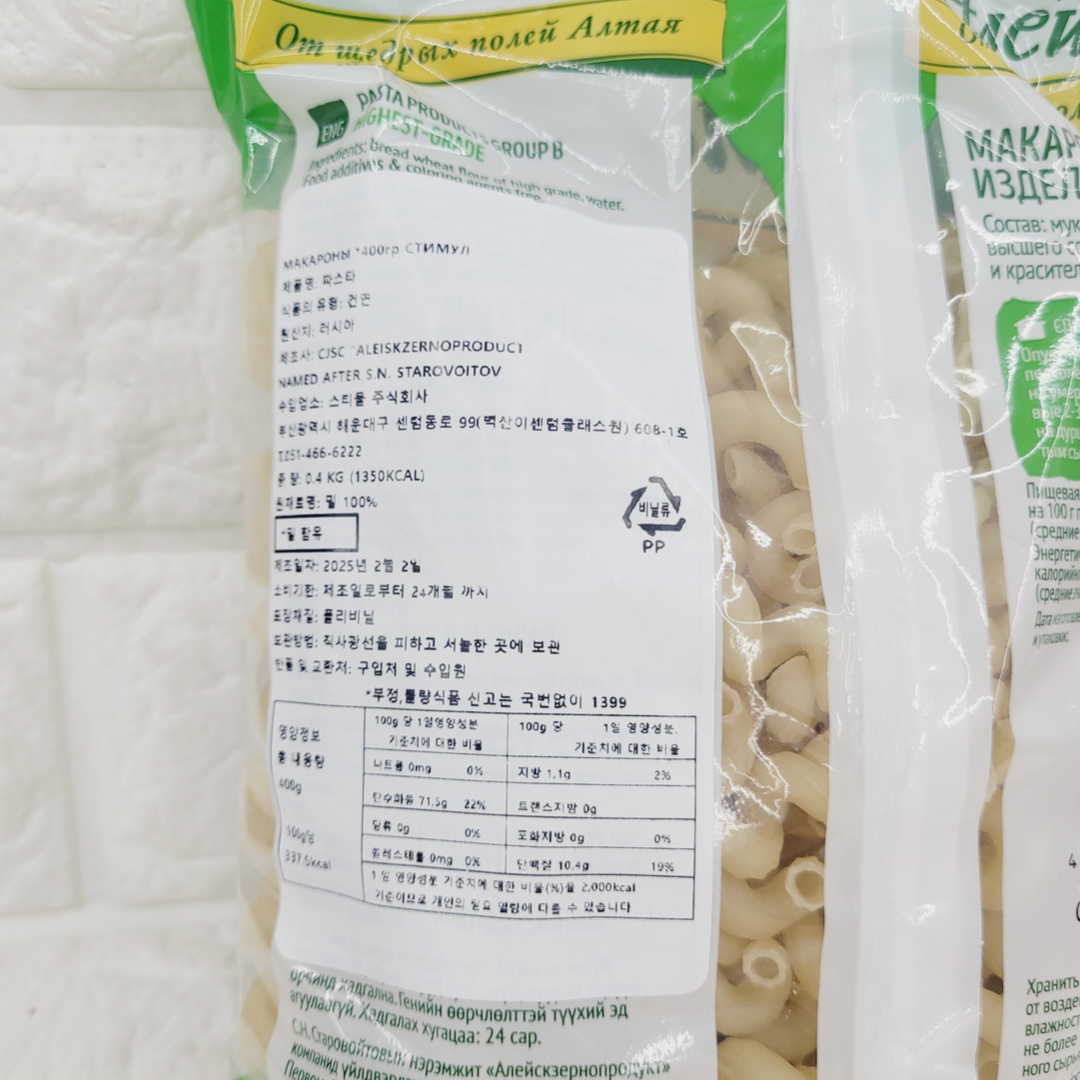 От щедрых полей Алтая
ENG
PASTA PRODUCTS GROUP B
HIGHEST-GRADE
Ingredients: bread wheat flour of high grade, water.
Food additives & coloring agents free.
МАКАРОНЫ *400гр СТИМУЛ
제품명: 파스타
식품의 유형: 건면
원산지: 러시아
제조사: CJSC "ALEISKZERNOPRODUCT
NAMED AFTER S.N. STAROVOITOV
수입업소: 스티물 주식회사
부산광역시 해운대구 센텀동로 99(벽산이센텀클래스원) 608-1호
T.051-466-6222
중량: 0.4 KG (1350KCAL)
원재료명: 밀 100%
*밀 함유
비닐류
PP
제조일자: 2025년 2월 2일
소비기한: 제조일로부터 24개월 까지
포장재질: 폴리비닐
보관방법: 직사광선을 피하고 서늘한 곳에 보관
반품 및 교환처: 구입처 및 수입원
*부정,불량식품 신고는 국번없이 1399
영양정보
총 내용량
400g
100g당
337.5kcal
100g 당 1일영양성분
기준치에 대한 비율
100g 당 1일 영양성분.
기준치에 대한 비율
나트륨 0mg 0%
지방 1.1g 2%
탄수화물 71.5g 22%
트랜스지방 0g
당류 0g 0%
포화지방 0g 0%
콜레스테롤 0mg 0%
단백질 10.4g 19%
1일 영양성분 기준치에 대한 비율(%)을 2,000kcal
기준이므로 개인의 필요 열량에 다를 수 있습니다
орчинд хадгална. Генийн өөрчлөлттэй түүхий эд
агуулаагүй. Хадгалах хугацаа: 24 сар.
С.Н. Старовойтовын нэрэмжит «Алейскзернопродукт»
МАКАР
ИЗДЕЛ
Состав: мук
высшего со
и красител
Пищевая
на 100 г п
(средние
Энергети
калорийно
Дата изготовле
и упаковки:
4
Хранить
от возде
влажност
не более
ного сырь